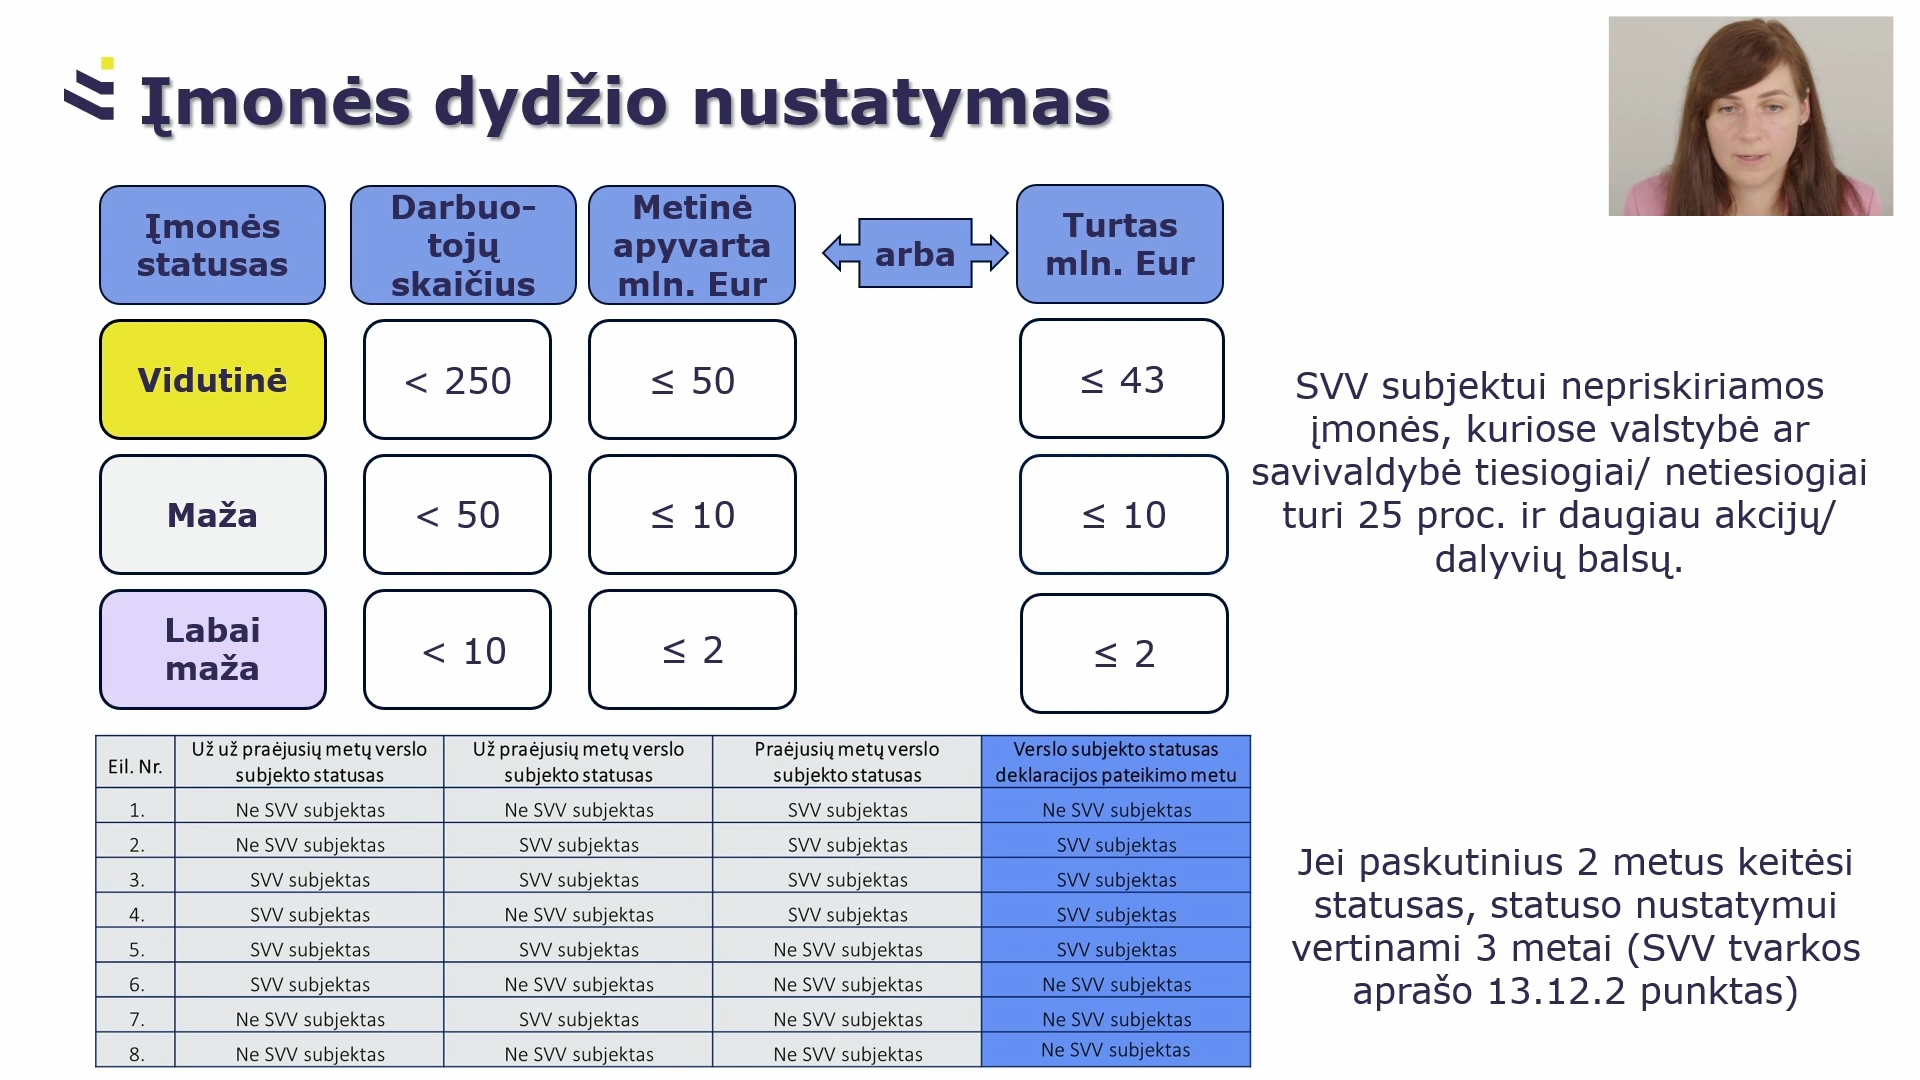 Įmonės dydžio nustatymas
Įmonės
statusas
Darbuo-
tojų
skaičius
Metinė
apyvarta
mln. Eur
arba
Turtas
mln. Eur
Vidutinė
< 250
≤ 50
≤ 43
Maža
< 50
≤ 10
≤ 10
Labai
maža
< 10
≤ 2
≤ 2
SVV subjektui nepriskiriamos
įmonės, kuriose valstybė ar
savivaldybė tiesiogiai/ netiesiogiai
turi 25 proc. ir daugiau akcijų/
dalyvių balsų.
Eil. Nr.
Už už praėjusių metų verslo
subjekto statusas
Už praėjusių metų verslo
subjekto statusas
Praėjusių metų verslo
subjekto statusas
Verslo subjekto statusas
deklaracijos pateikimo metu
1. Ne SVV subjektas Ne SVV subjektas SVV subjektas Ne SVV subjektas
2. Ne SVV subjektas SVV subjektas SVV subjektas SVV subjektas
3. SVV subjektas SVV subjektas SVV subjektas SVV subjektas
4. SVV subjektas Ne SVV subjektas SVV subjektas SVV subjektas
5. SVV subjektas SVV subjektas Ne SVV subjektas SVV subjektas
6. SVV subjektas Ne SVV subjektas Ne SVV subjektas Ne SVV subjektas
7. Ne SVV subjektas SVV subjektas Ne SVV subjektas Ne SVV subjektas
8. Ne SVV subjektas Ne SVV subjektas Ne SVV subjektas Ne SVV subjektas
Jei paskutinius 2 metus keitėsi
statusas, statuso nustatymui
vertinami 3 metai (SVV tvarkos
aprašo 13.12.2 punktas)